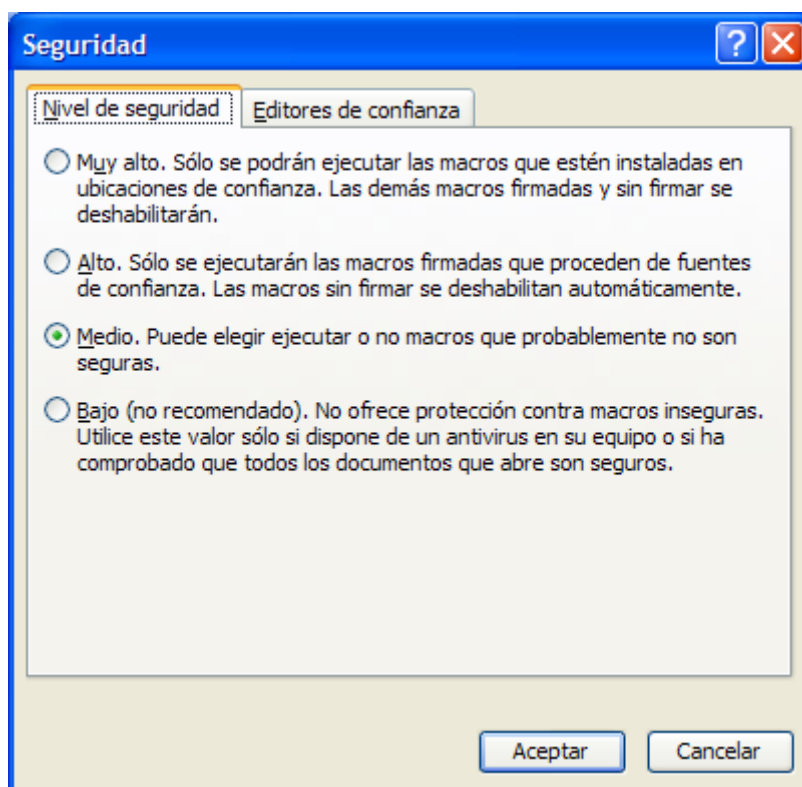 Seguridad
Nivel de seguridad
Editores de confianza
Muy alto. Sólo se podrán ejecutar las macros que estén instaladas en
ubicaciones de confianza. Las demás macros firmadas y sin firmar se
deshabilitarán.
Alto. Sólo se ejecutarán las macros firmadas que proceden de fuentes
de confianza. Las macros sin firmar se deshabilitan automáticamente.
Medio. Puede elegir ejecutar o no macros que probablemente no son
seguras.
Bajo (no recomendado). No ofrece protección contra macros inseguras.
Utilice este valor sólo si dispone de un antivirus en su equipo o si ha
comprobado que todos los documentos que abre son seguros.
Aceptar
Cancelar